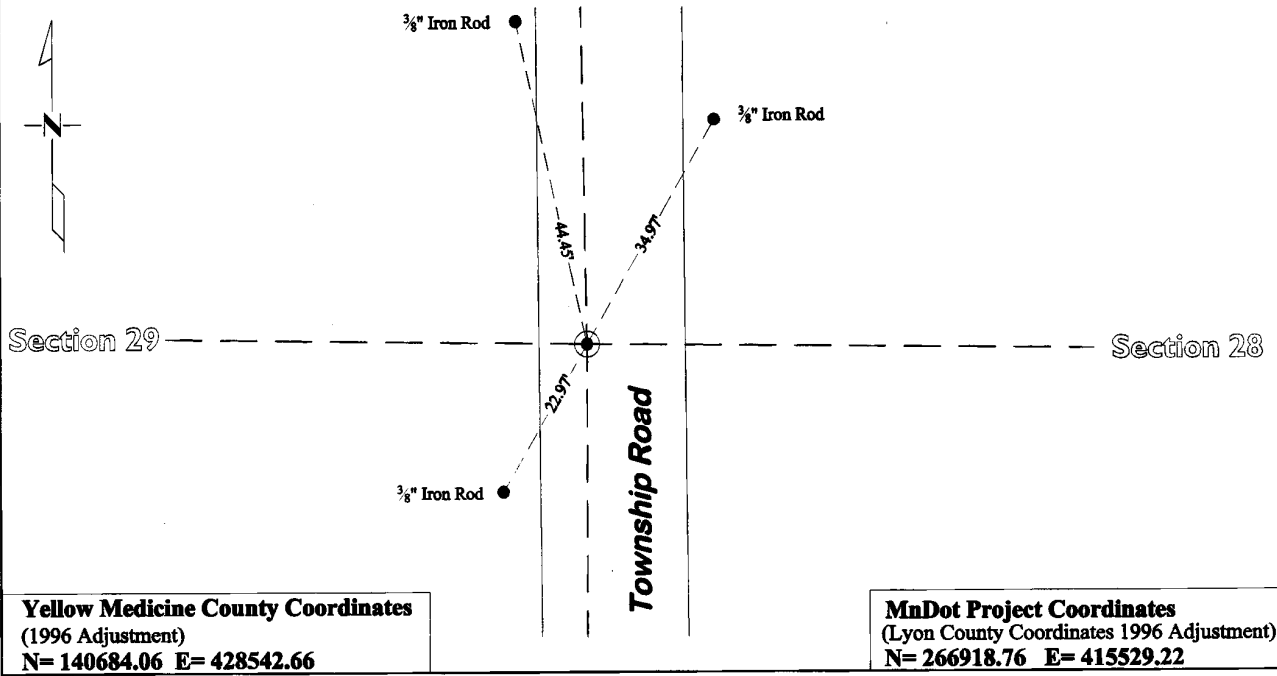 ⅜" Iron Rod
⅜" Iron Rod
N
44.45'
34.97'
Section 29
Section 28
22.97'
Township Road
⅜" Iron Rod
Yellow Medicine County Coordinates
(1996 Adjustment)
N= 140684.06 E= 428542.66
MnDot Project Coordinates
(Lyon County Coordinates 1996 Adjustment)
N= 266918.76 E= 415529.22